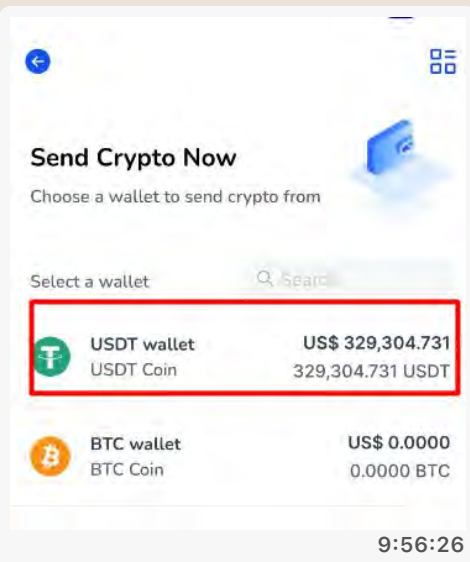 Send Crypto Now
Choose a wallet to send crypto from
Select a wallet
Search
USDT wallet US$ 329,304.731
USDT Coin 329,304.731 USDT
BTC wallet US$ 0.0000
BTC Coin 0.0000 BTC
9:56:26